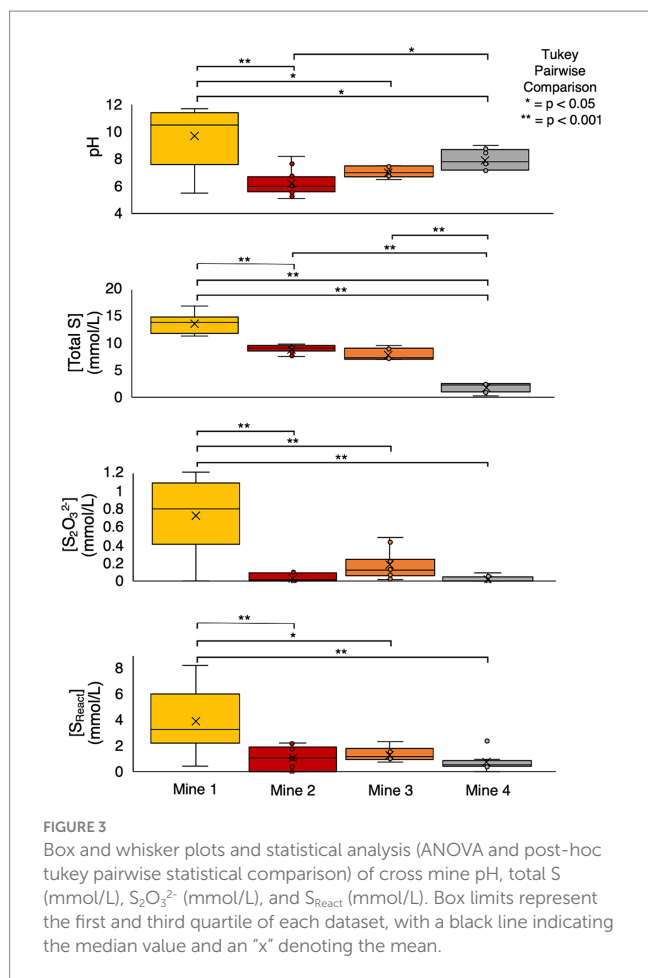 Tukey
Pairwise
Comparison
* = p < 0.05
** = p < 0.001
**
*
*
*
pH
12
10
8
6
4
**
**
**
**
**
[Total S]
(mmol/L)
20
15
10
5
0
**
**
**
[S₂O₃²⁻]
(mmol/L)
1.2
1
0.8
0.6
0.4
0.2
0
**
*
**
[S_React]
(mmol/L)
8
6
4
2
0
Mine 1 Mine 2 Mine 3 Mine 4
FIGURE 3
Box and whisker plots and statistical analysis (ANOVA and post-hoc
tukey pairwise statistical comparison) of cross mine pH, total S
(mmol/L), S₂O₃²⁻ (mmol/L), and S_React (mmol/L). Box limits represent
the first and third quartile of each dataset, with a black line indicating
the median value and an “x” denoting the mean.